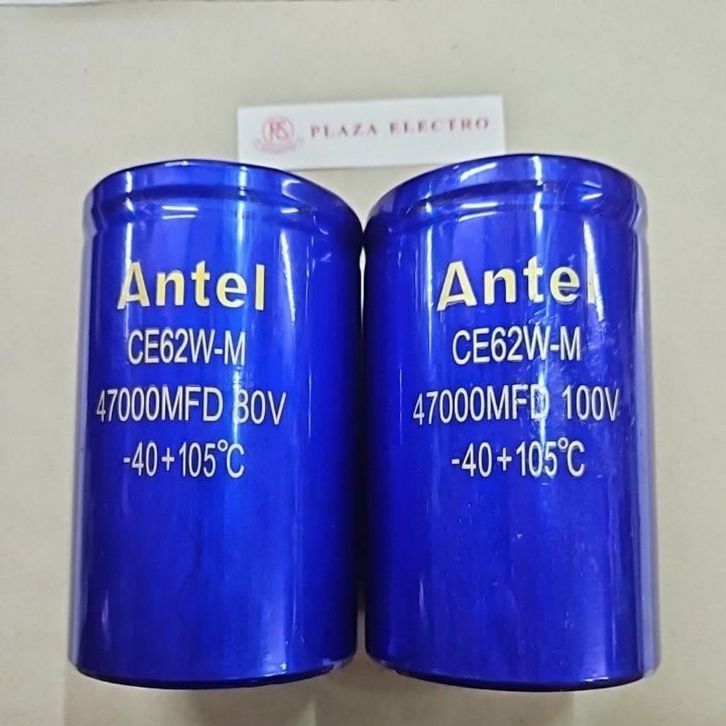 PLAZA ELECTRO
Antel
CE62W-M
47000MFD 80V
-40+105℃
Antel
CE62W-M
47000MFD 100V
-40+105℃